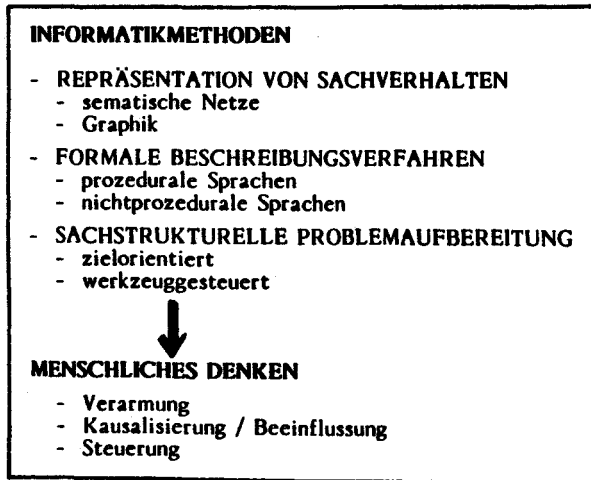 INFORMATIKMETHODEN
- REPRÄSENTATION VON SACHVERHALTEN
- sematische Netze
- Graphik
- FORMALE BESCHREIBUNGSVERFAHREN
- prozedurale Sprachen
- nichtprozedurale Sprachen
- SACHSTRUKTURELLE PROBLEMAUFBEREITUNG
- zielorientiert
- werkzeuggesteuert
MENSCHLICHES DENKEN
- Verarmung
- Kausalisierung / Beeinflussung
- Steuerung